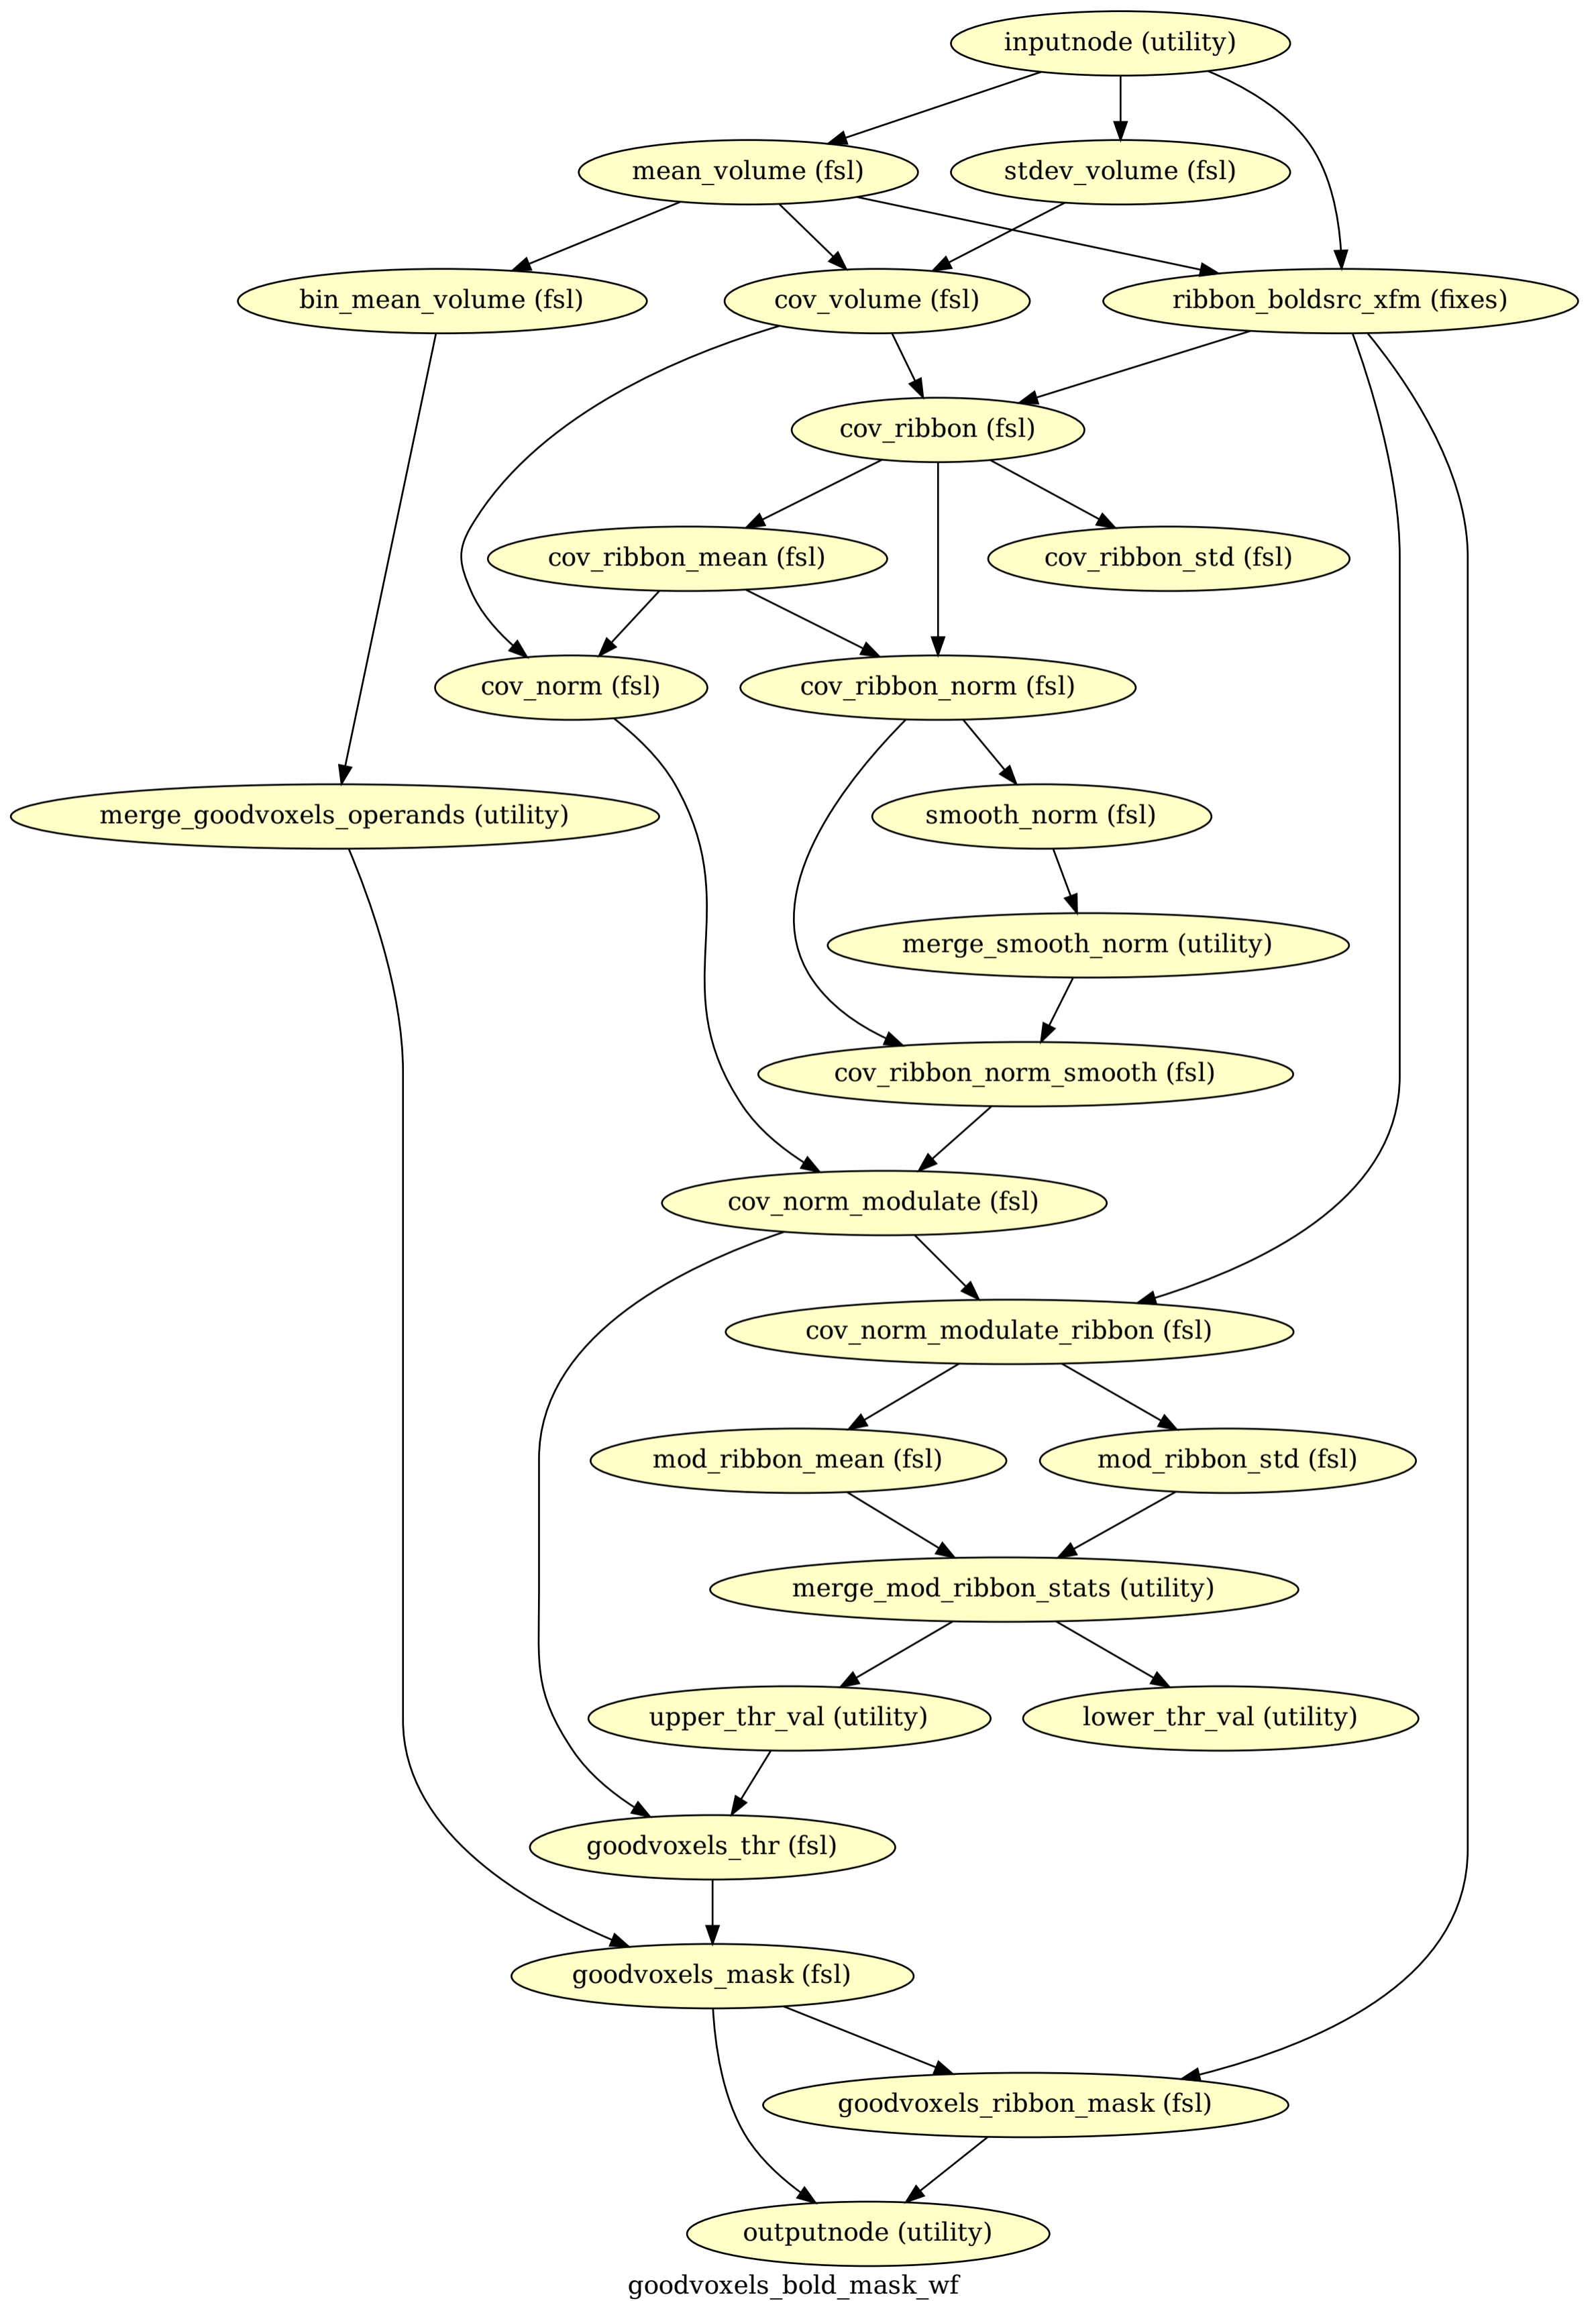 inputnode (utility)
mean_volume (fsl)
stdev_volume (fsl)
bin_mean_volume (fsl)
cov_volume (fsl)
ribbon_boldsrc_xfm (fixes)
cov_ribbon (fsl)
cov_ribbon_mean (fsl)
cov_ribbon_std (fsl)
cov_norm (fsl)
cov_ribbon_norm (fsl)
merge_goodvoxels_operands (utility)
smooth_norm (fsl)
merge_smooth_norm (utility)
cov_ribbon_norm_smooth (fsl)
cov_norm_modulate (fsl)
cov_norm_modulate_ribbon (fsl)
mod_ribbon_mean (fsl)
mod_ribbon_std (fsl)
merge_mod_ribbon_stats (utility)
upper_thr_val (utility)
lower_thr_val (utility)
goodvoxels_thr (fsl)
goodvoxels_mask (fsl)
goodvoxels_ribbon_mask (fsl)
outputnode (utility)
goodvoxels_bold_mask_wf